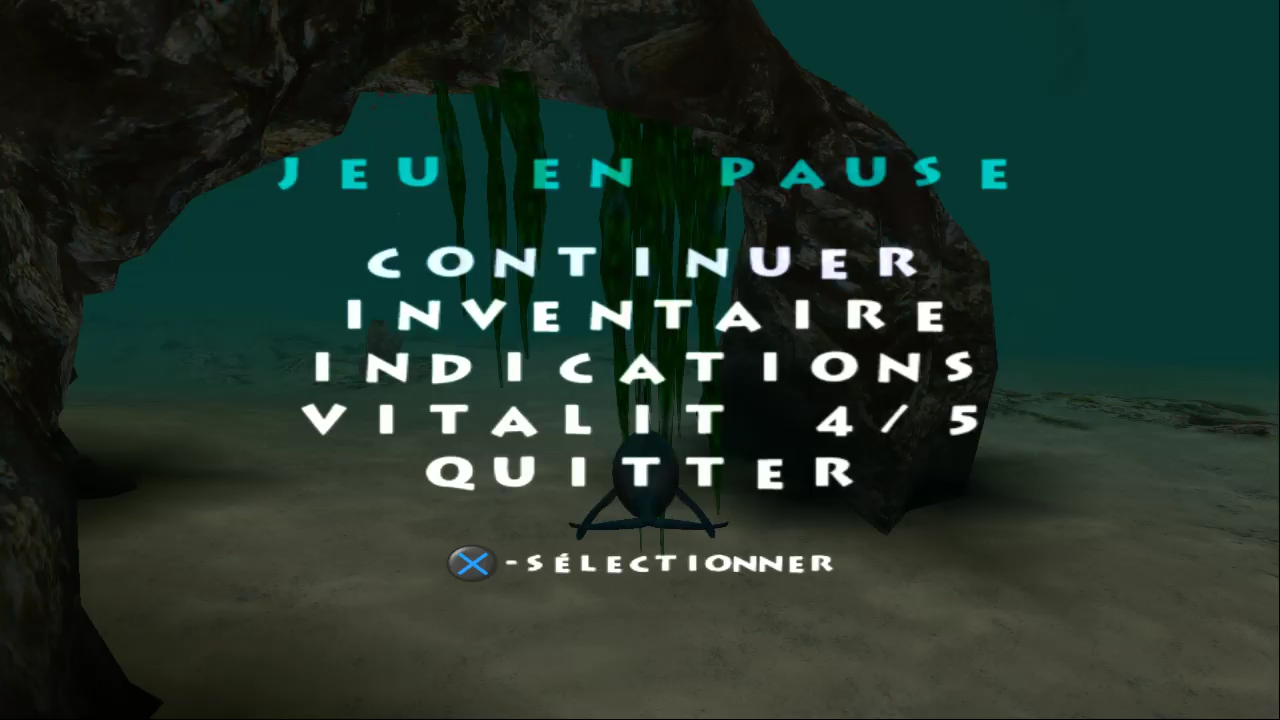 JEU EN PAUSE
CONTINUER
INVENTAIRE
INDICATIONS
VITALIT 4/5
QUITTER
-SÉLECTIONNER